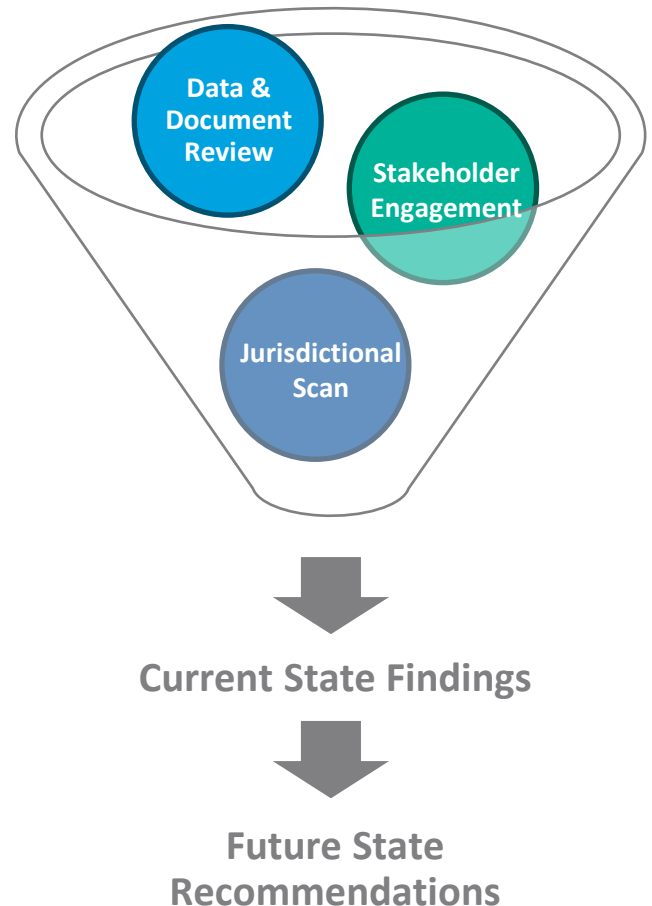 Data &
Document
Review
Stakeholder
Engagement
Jurisdictional
Scan
Current State Findings
Future State
Recommendations